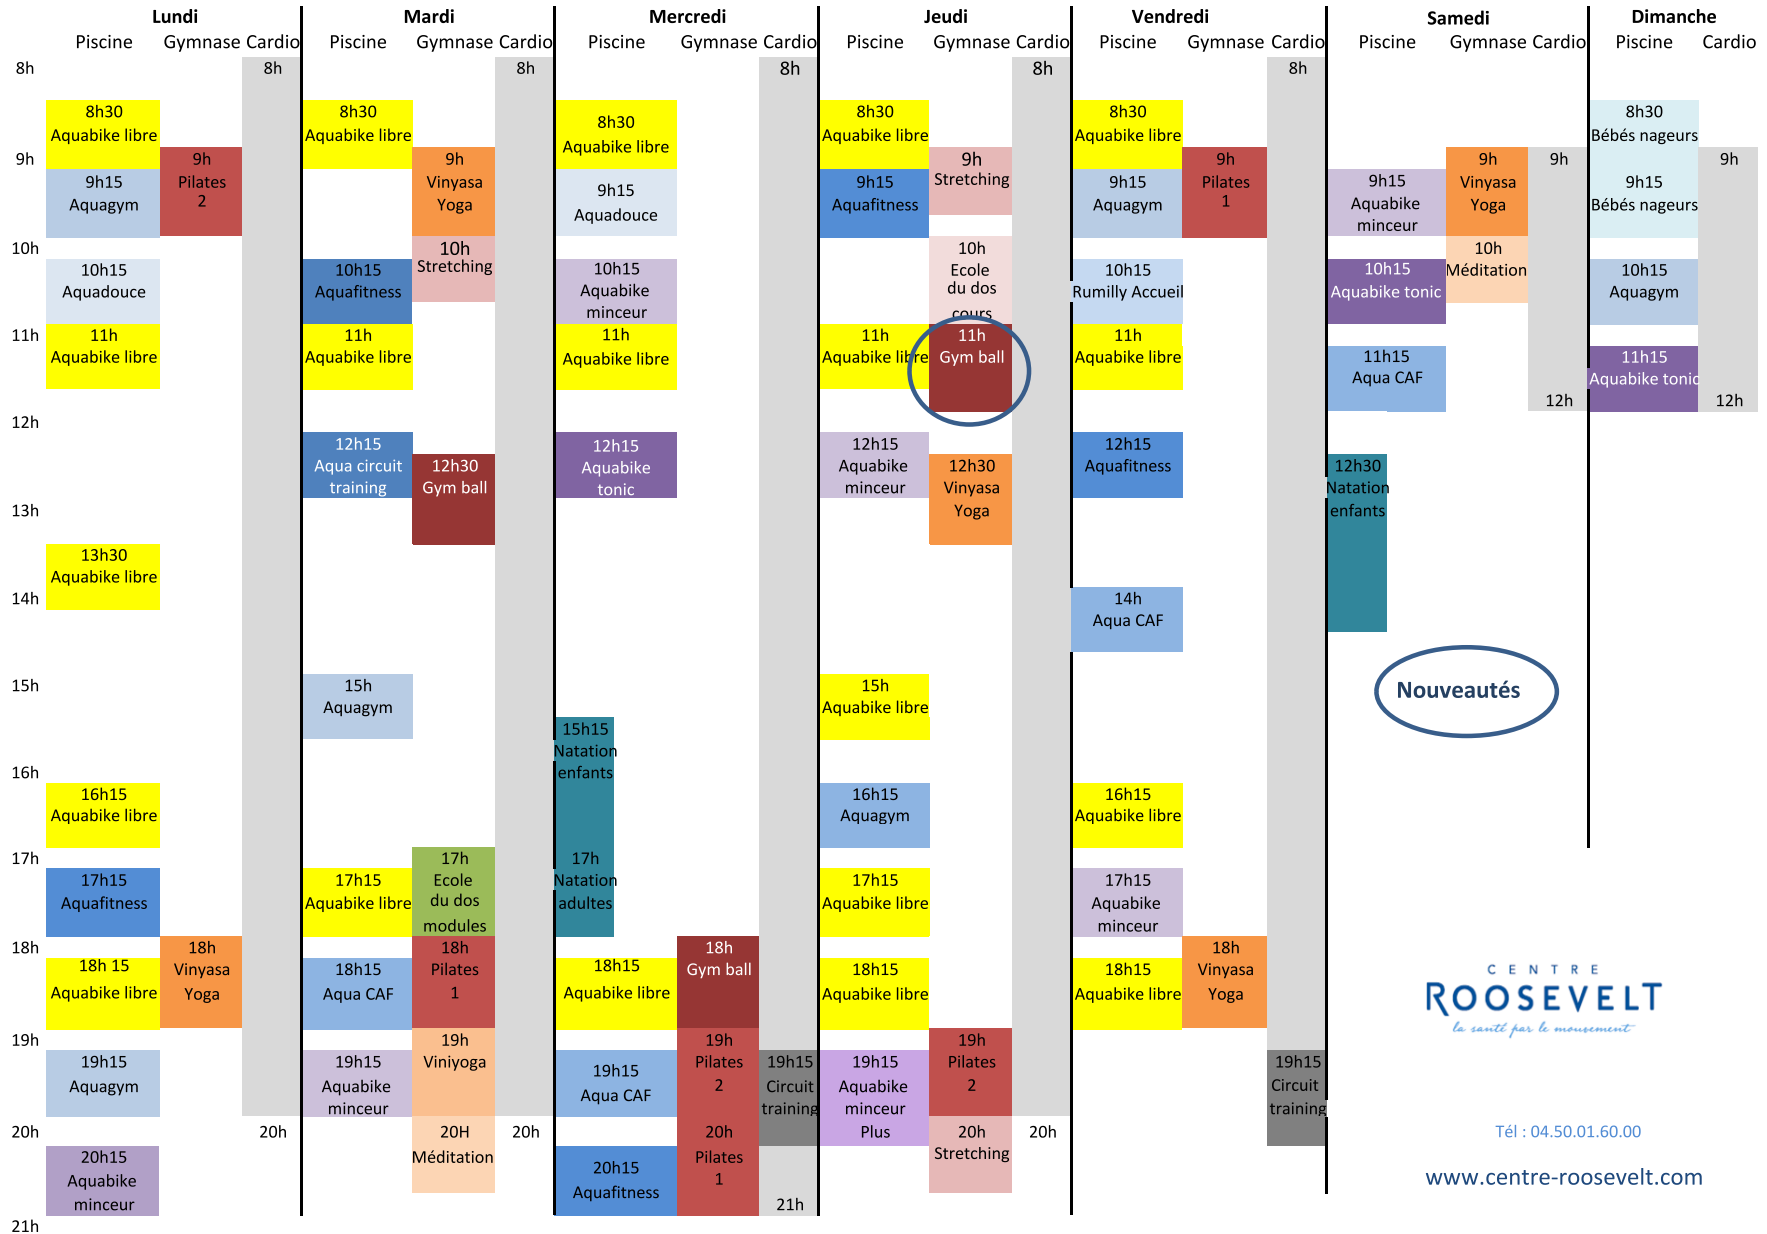 Lundi
Mardi
Mercredi
Jeudi
Vendredi
Samedi
Dimanche
Piscine Gymnase Cardio
Piscine Gymnase Cardio
Piscine Gymnase Cardio
Piscine Gymnase Cardio
Piscine Gymnase Cardio
Piscine Gymnase Cardio
Piscine Cardio
8h
9h
10h
11h
12h
13h
14h
15h
16h
17h
18h
19h
20h
21h
8h30
Aquabike libre
9h15
Aquagym
10h15
Aquadouce
11h
Aquabike libre
13h30
Aquabike libre
16h15
Aquabike libre
17h15
Aquafitness
18h 15
Aquabike libre
19h15
Aquagym
20h15
Aquabike
minceur
9h
Pilates
2
18h
Vinyasa
Yoga
8h
20h
8h30
Aquabike libre
10h15
Aquafitness
11h
Aquabike libre
12h15
Aqua circuit
training
15h
Aquagym
17h15
Aquabike libre
18h15
Aqua CAF
19h15
Aquabike
minceur
9h
Vinyasa
Yoga
10h
Stretching
12h30
Gym ball
17h
Ecole
du dos
modules
18h
Pilates
1
19h
Viniyoga
20H
Méditation
8h
20h
8h30
Aquabike libre
9h15
Aquadouce
10h15
Aquabike
minceur
11h
Aquabike libre
12h15
Aquabike
tonic
15h15
Natation
enfants
17h
Natation
adultes
18h15
Aquabike libre
19h15
Aqua CAF
20h15
Aquafitness
18h
Gym ball
19h
Pilates
2
20h
Pilates
1
8h
19h15
Circuit
training
21h
8h30
Aquabike libre
9h15
Aquafitness
11h
Aquabike libre
12h15
Aquabike
minceur
15h
Aquabike libre
16h15
Aquagym
17h15
Aquabike libre
18h15
Aquabike libre
19h15
Aquabike
minceur
Plus
9h
Stretching
10h
Ecole
du dos
cours
11h
Gym ball
12h30
Vinyasa
Yoga
19h
Pilates
2
20h
Stretching
8h
20h
8h30
Aquabike libre
9h15
Aquagym
10h15
Rumilly Accueil
11h
Aquabike libre
12h15
Aquafitness
14h
Aqua CAF
16h15
Aquabike libre
17h15
Aquabike
minceur
18h15
Aquabike libre
9h
Pilates
1
18h
Vinyasa
Yoga
8h
19h15
Circuit
training
9h15
Aquabike
minceur
10h15
Aquabike tonic
11h15
Aqua CAF
12h30
Natation
enfants
9h
Vinyasa
Yoga
10h
Méditation
9h
12h
8h30
Bébés nageurs
9h15
Bébés nageurs
10h15
Aquagym
11h15
Aquabike tonic
9h
12h
Nouveautés
CENTRE
ROOSEVELT
la santé par le mouvement
Tél : 04.50.01.60.00
www.centre-roosevelt.com